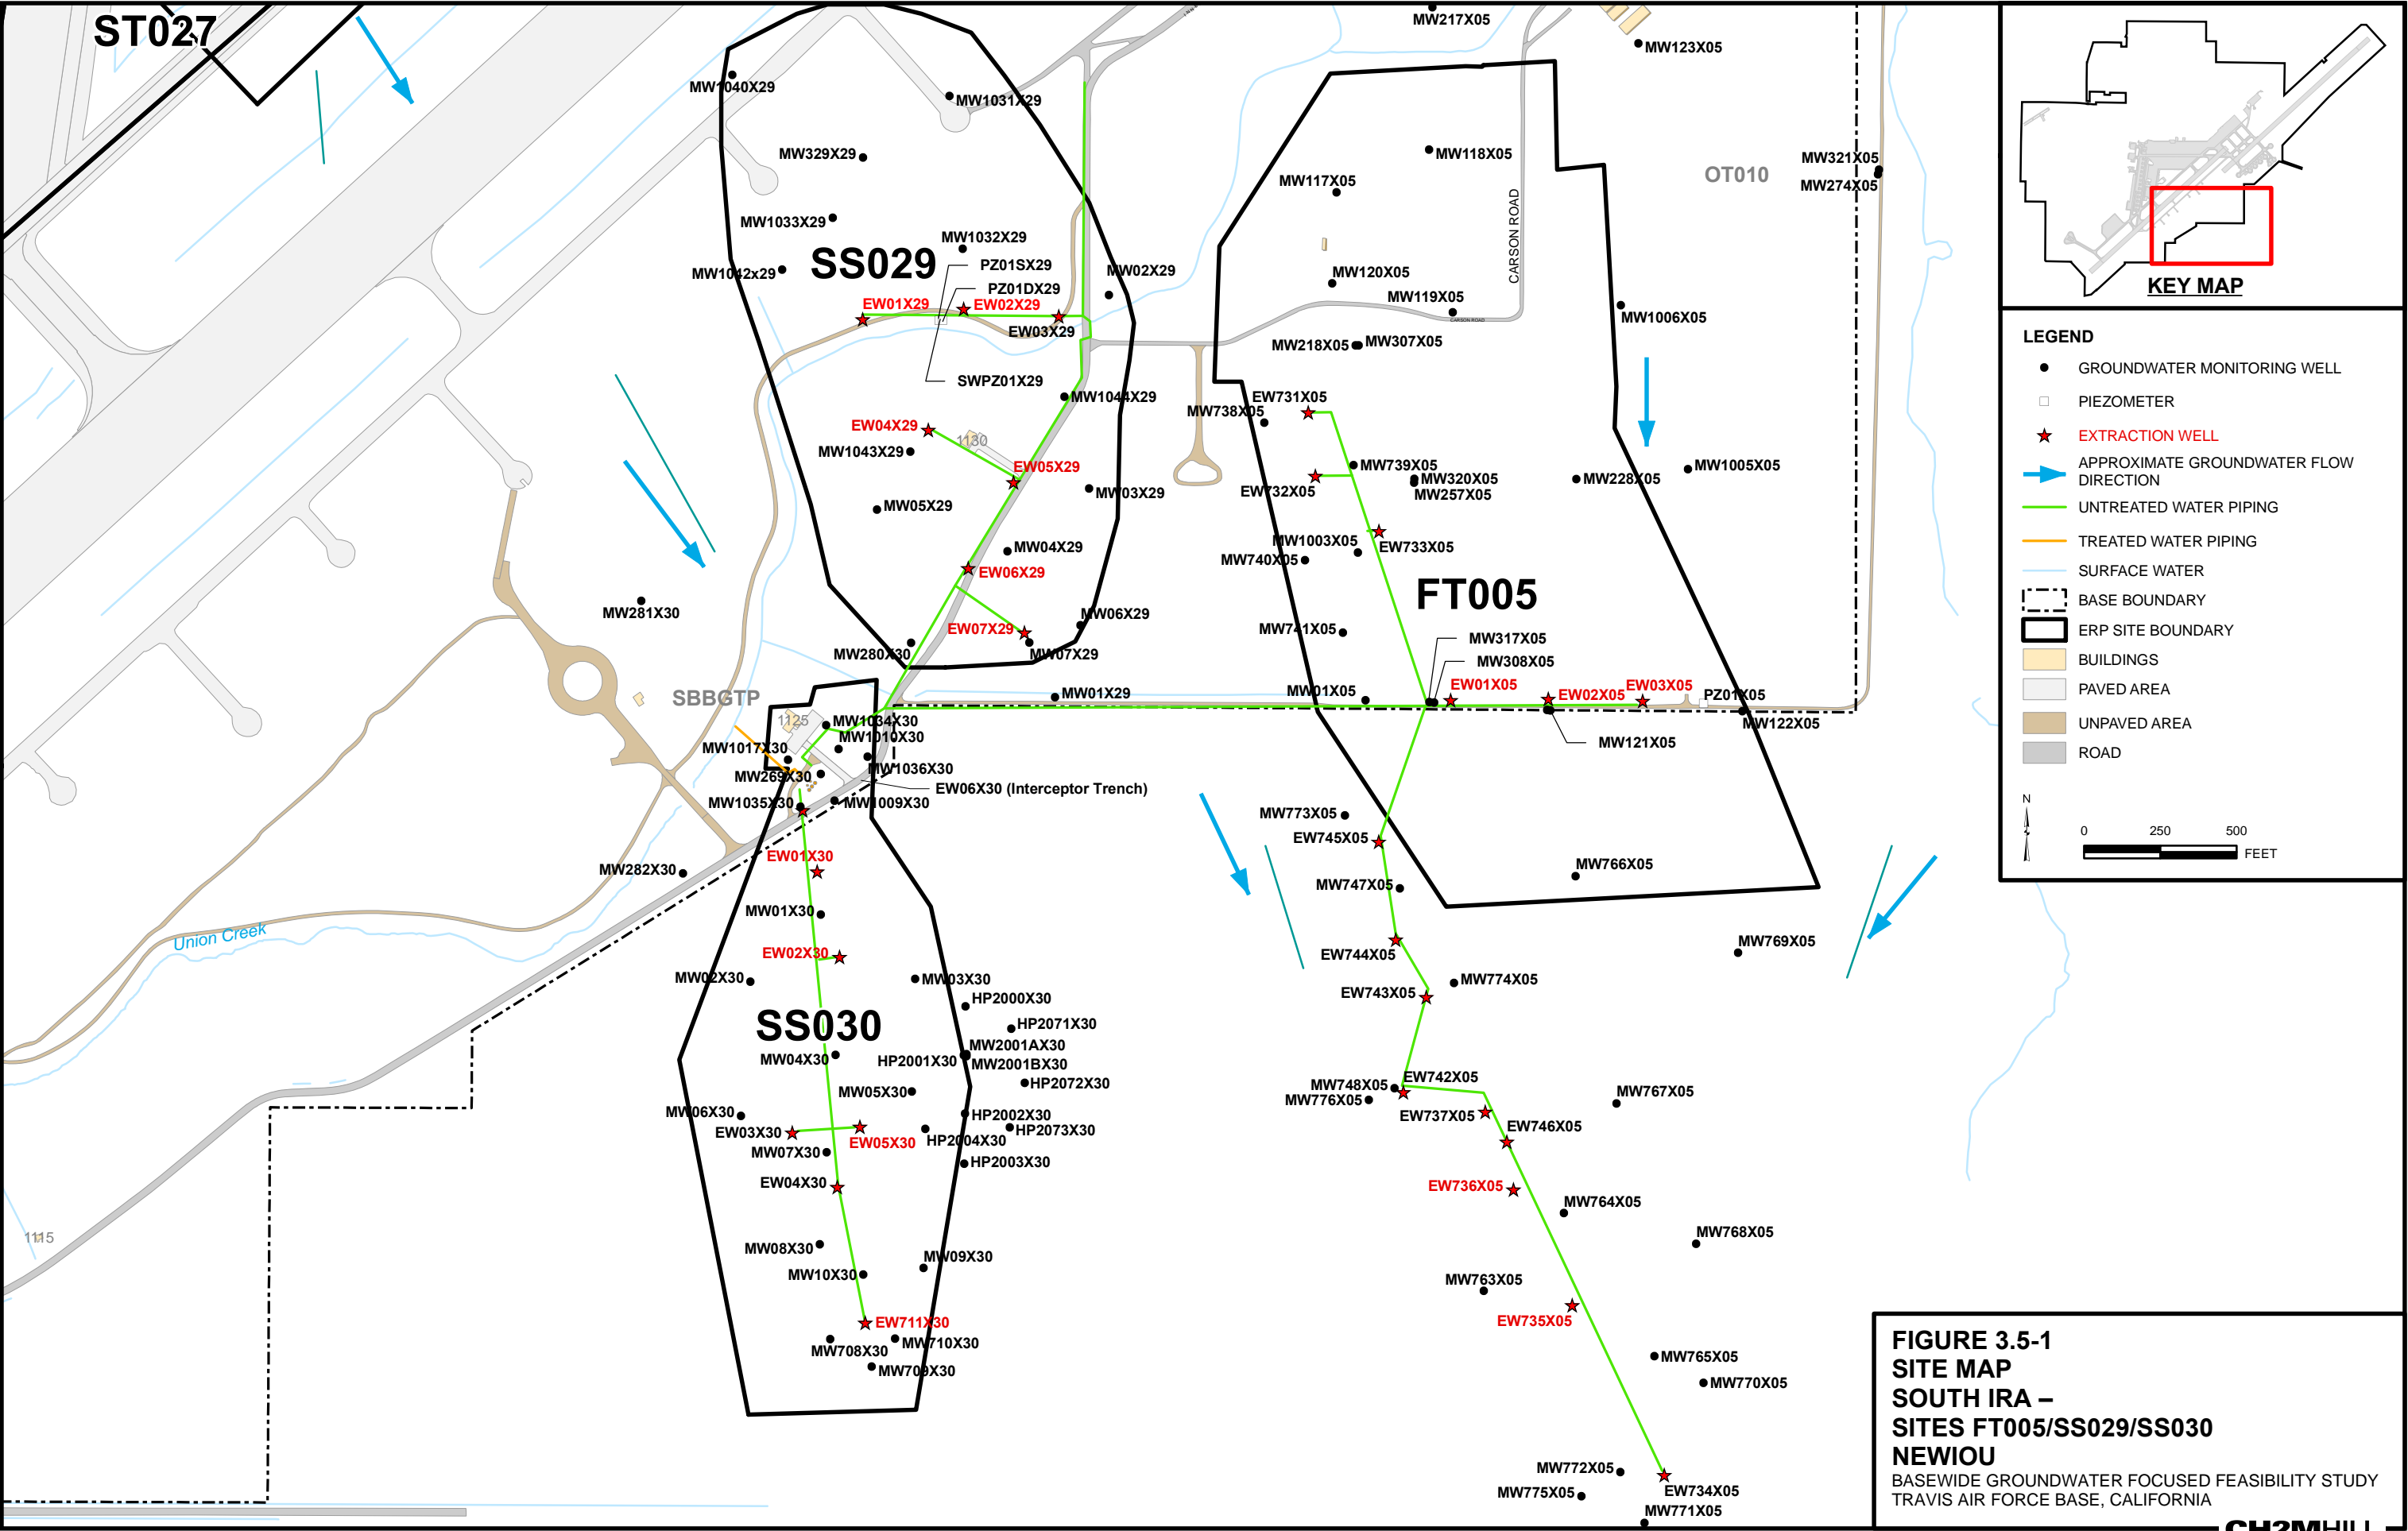 ST027
MW217X05
MW123X05
MW1040X29
MW1031X29
MW329X29
MW118X05
MW117X05
OT010
MW321X05
MW274X05
CARSON ROAD
MW1033X29
MW1032X29
SS029
PZ01SX29
MW1042x29
MW02X29
MW120X05
PZ01DX29
EW01X29
EW02X29
MW119X05
CARSON ROAD
EW03X29
MW1006X05
MW218X05
MW307X05
SWPZ01X29
MW1044X29
EW731X05
MW738X05
EW04X29
1130
MW1043X29
EW05X29
MW739X05
MW1005X05
MW320X05
MW228X05
EW732X05
MW257X05
MW03X29
MW05X29
MW1003X05
EW733X05
MW04X29
MW740X05
EW06X29
FT005
MW281X30
MW06X29
EW07X29
MW741X05
MW317X05
MW280X30
MW07X29
MW308X05
EW01X05
EW03X05
MW01X29
MW01X05
EW02X05
PZ01X05
SBBGTP
1125
MW1034X30
MW122X05
MW1010X30
MW121X05
MW1017X30
MW1036X30
MW269X30
EW06X30 (Interceptor Trench)
MW1035X30
MW1009X30
MW773X05
EW745X05
EW01X30
MW282X30
MW766X05
MW747X05
MW01X30
Union Creek
EW02X30
MW769X05
EW744X05
MW02X30
MW03X30
MW774X05
EW743X05
HP2000X30
SS030
HP2071X30
MW2001AX30
MW04X30
HP2001X30
MW2001BX30
HP2072X30
EW742X05
MW748X05
MW05X30
MW767X05
MW776X05
MW06X30
HP2002X30
EW737X05
EW03X30
HP2073X30
EW746X05
EW05X30
HP2004X30
MW07X30
HP2003X30
EW04X30
EW736X05
MW764X05
MW768X05
1115
MW08X30
MW09X30
MW10X30
MW763X05
EW735X05
EW711X30
MW710X30
MW708X30
MW709X30
MW765X05
MW770X05
MW772X05
MW775X05
EW734X05
MW771X05
KEY MAP
LEGEND
GROUNDWATER MONITORING WELL
PIEZOMETER
EXTRACTION WELL
APPROXIMATE GROUNDWATER FLOW
DIRECTION
UNTREATED WATER PIPING
TREATED WATER PIPING
SURFACE WATER
BASE BOUNDARY
ERP SITE BOUNDARY
BUILDINGS
PAVED AREA
UNPAVED AREA
ROAD
N
0 250 500
FEET
FIGURE 3.5-1
SITE MAP
SOUTH IRA –
SITES FT005/SS029/SS030
NEWIOU
BASEWIDE GROUNDWATER FOCUSED FEASIBILITY STUDY
TRAVIS AIR FORCE BASE, CALIFORNIA
CH2MHILL